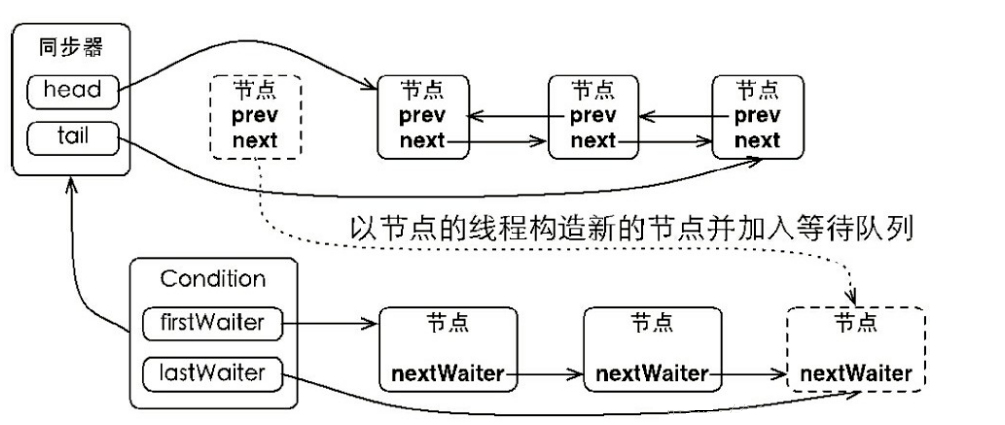 同步器
head
tail
节点
prev
next
节点
prev
next
节点
prev
next
节点
prev
next
以节点的线程构造新的节点并加入等待队列
Condition
firstWaiter
lastWaiter
节点
nextWaiter
节点
nextWaiter
节点
nextWaiter